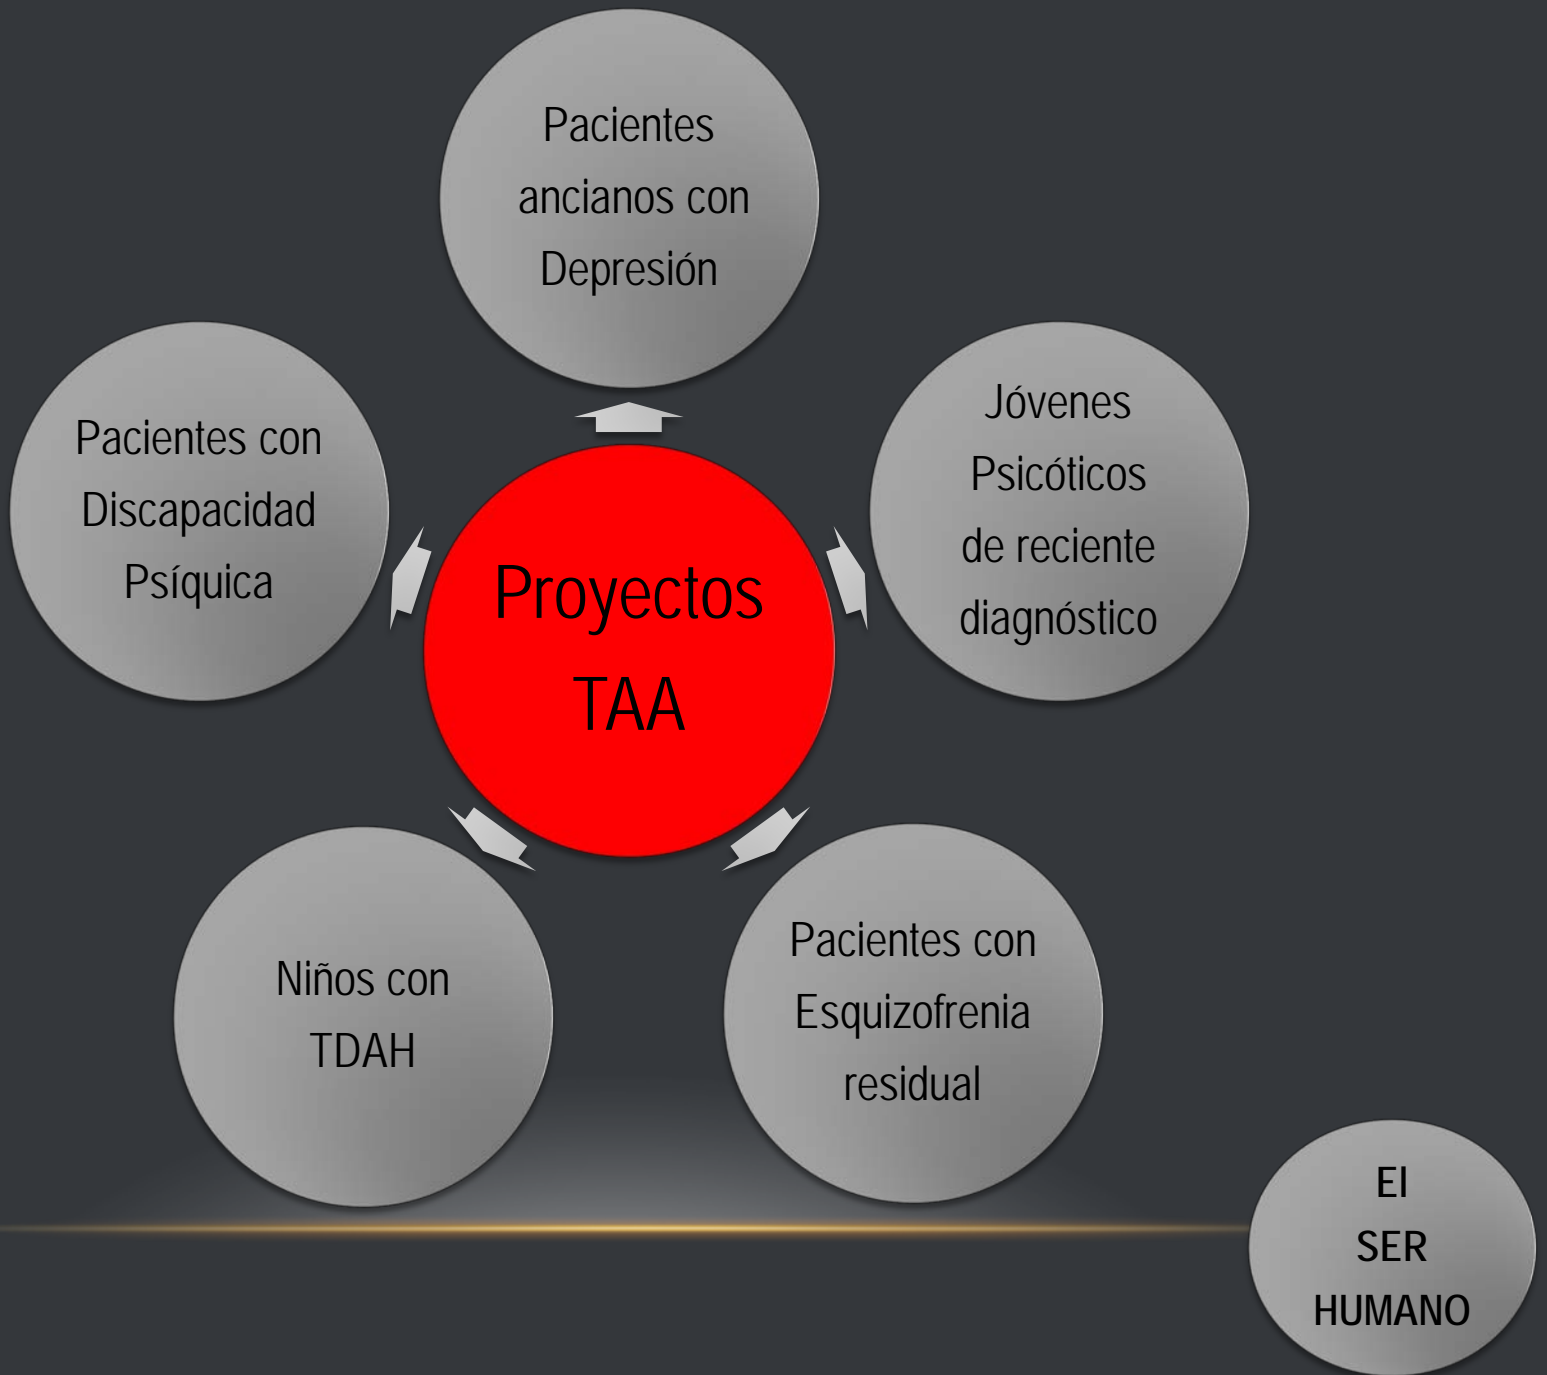 Pacientes
ancianos con
Depresión
Jóvenes
Psicóticos
de reciente
diagnóstico
Pacientes con
Esquizofrenia
residual
Niños con
TDAH
Pacientes con
Discapacidad
Psíquica
Proyectos
TAA
El
SER
HUMANO